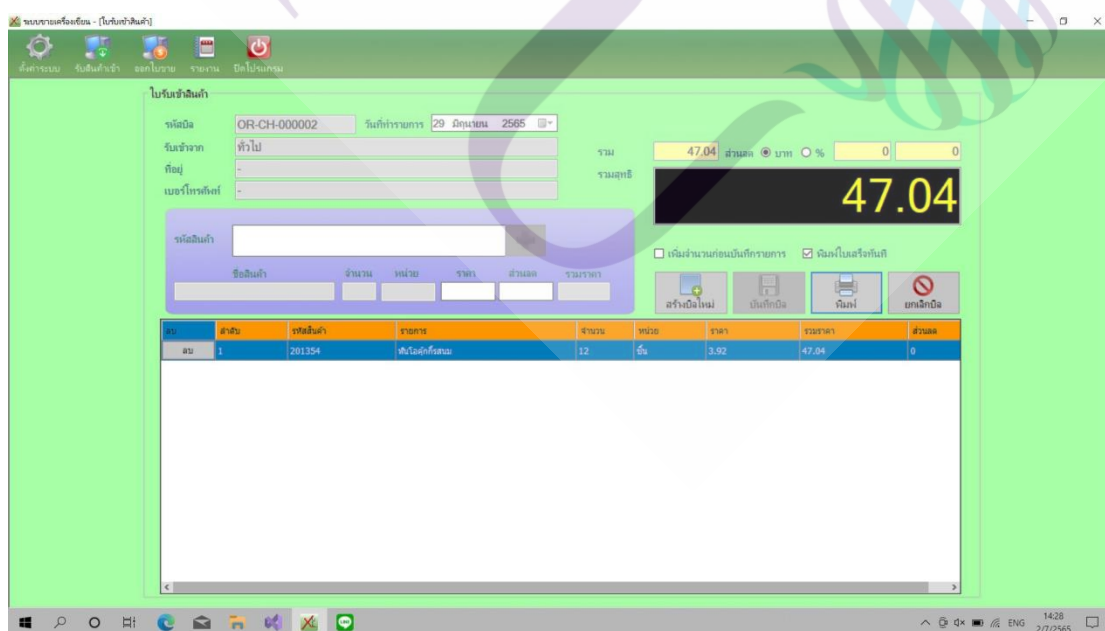 ระบบขายเครื่องเขียน - [ใบรับเข้าสินค้า]
ตั้งค่าระบบ รับสินค้าเข้า ออกใบขาย รายงาน ปิดโปรแกรม
ใบรับเข้าสินค้า
รหัสบิล OR-CH-000002 วันที่ทำรายการ 29 มิถุนายน 2565
รับเข้าจาก ทั่วไป
รวม 47.04 ส่วนลด บาท % 0 0
ที่อยู่ -
รวมสุทธิ 47.04
เบอร์โทรศัพท์ -
รหัสสินค้า
เพิ่มจำนวนก่อนบันทึกรายการ พิมพ์ใบเสร็จทันที
ชื่อสินค้า จำนวน หน่วย ราคา ส่วนลด รวมราคา
สร้างบิลใหม่ บันทึกบิล พิมพ์ ยกเลิกบิล
ลบ ลำดับ รหัสสินค้า รายการ จำนวน หน่วย ราคา รวมราคา ส่วนลด
ลบ 1 201354 ฟันโอคุ้กกี้รสนม 12 ชิ้น 3.92 47.04 0
ENG 14:28
2/7/2565